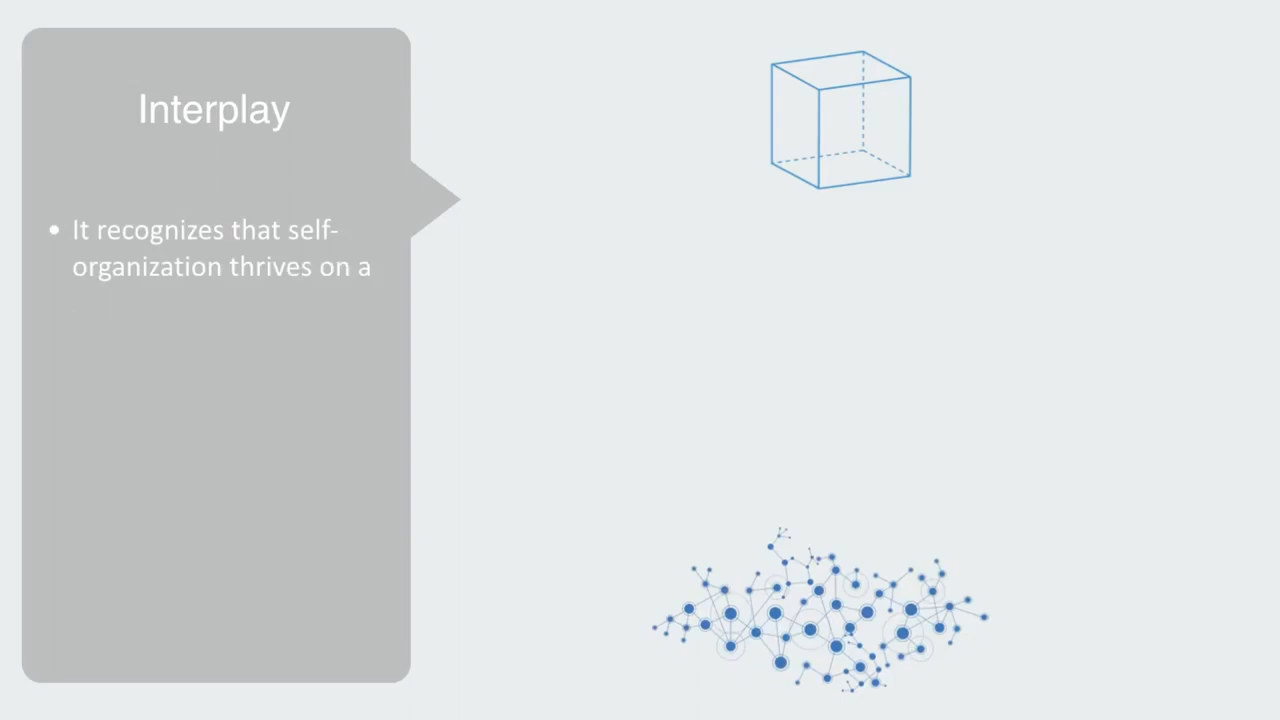 Interplay
• It recognizes that self-
organization thrives on a